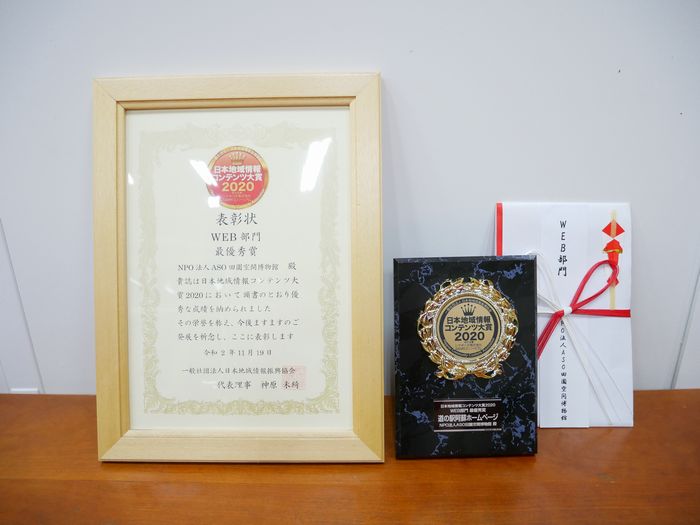 日本地域情報
コンテンツ大賞
2020
表彰状
WEB部門
最優秀賞
NPO法人ASO田園空間博物館 殿
貴誌は日本地域情報コンテンツ大
賞2020において頭書のとおり優
秀な成績を納められました
その栄誉を称え、今後ますますのご
発展を祈念し、ここに表彰します
令和2年11月19日
一般社団法人日本地域情報振興協会
代表理事 神原 未綺
日本地域情報
コンテンツ大賞
2020
日本地域情報コンテンツ大賞2020
WEB部門 最優秀賞
道の駅阿蘇ホームページ
NPO法人ASO田園空間博物館 殿
WEB部門
法人ASO田園空間博物館